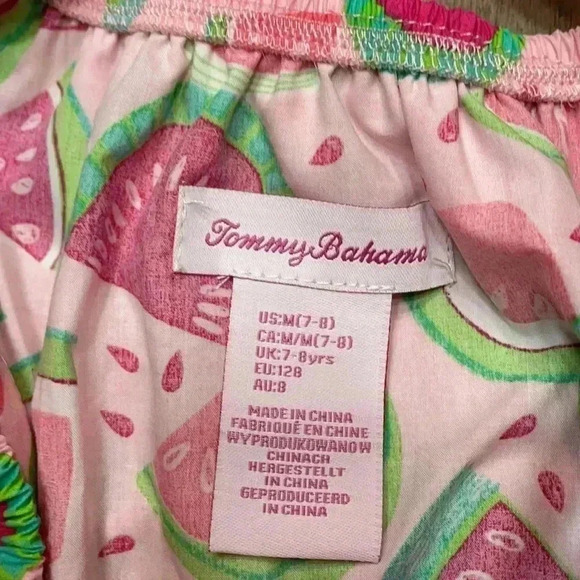 Tommy Bahama
US:M(7-8)
CA:M/M(7-8)
UK:7-8yrs
EU:128
AU:8
MADE IN CHINA
FABRIQUÉ EN CHINE
WYPRODUKOWANOW
CHINACH
HERGESTELLT
IN CHINA
GEPRODUCEERD
IN CHINA